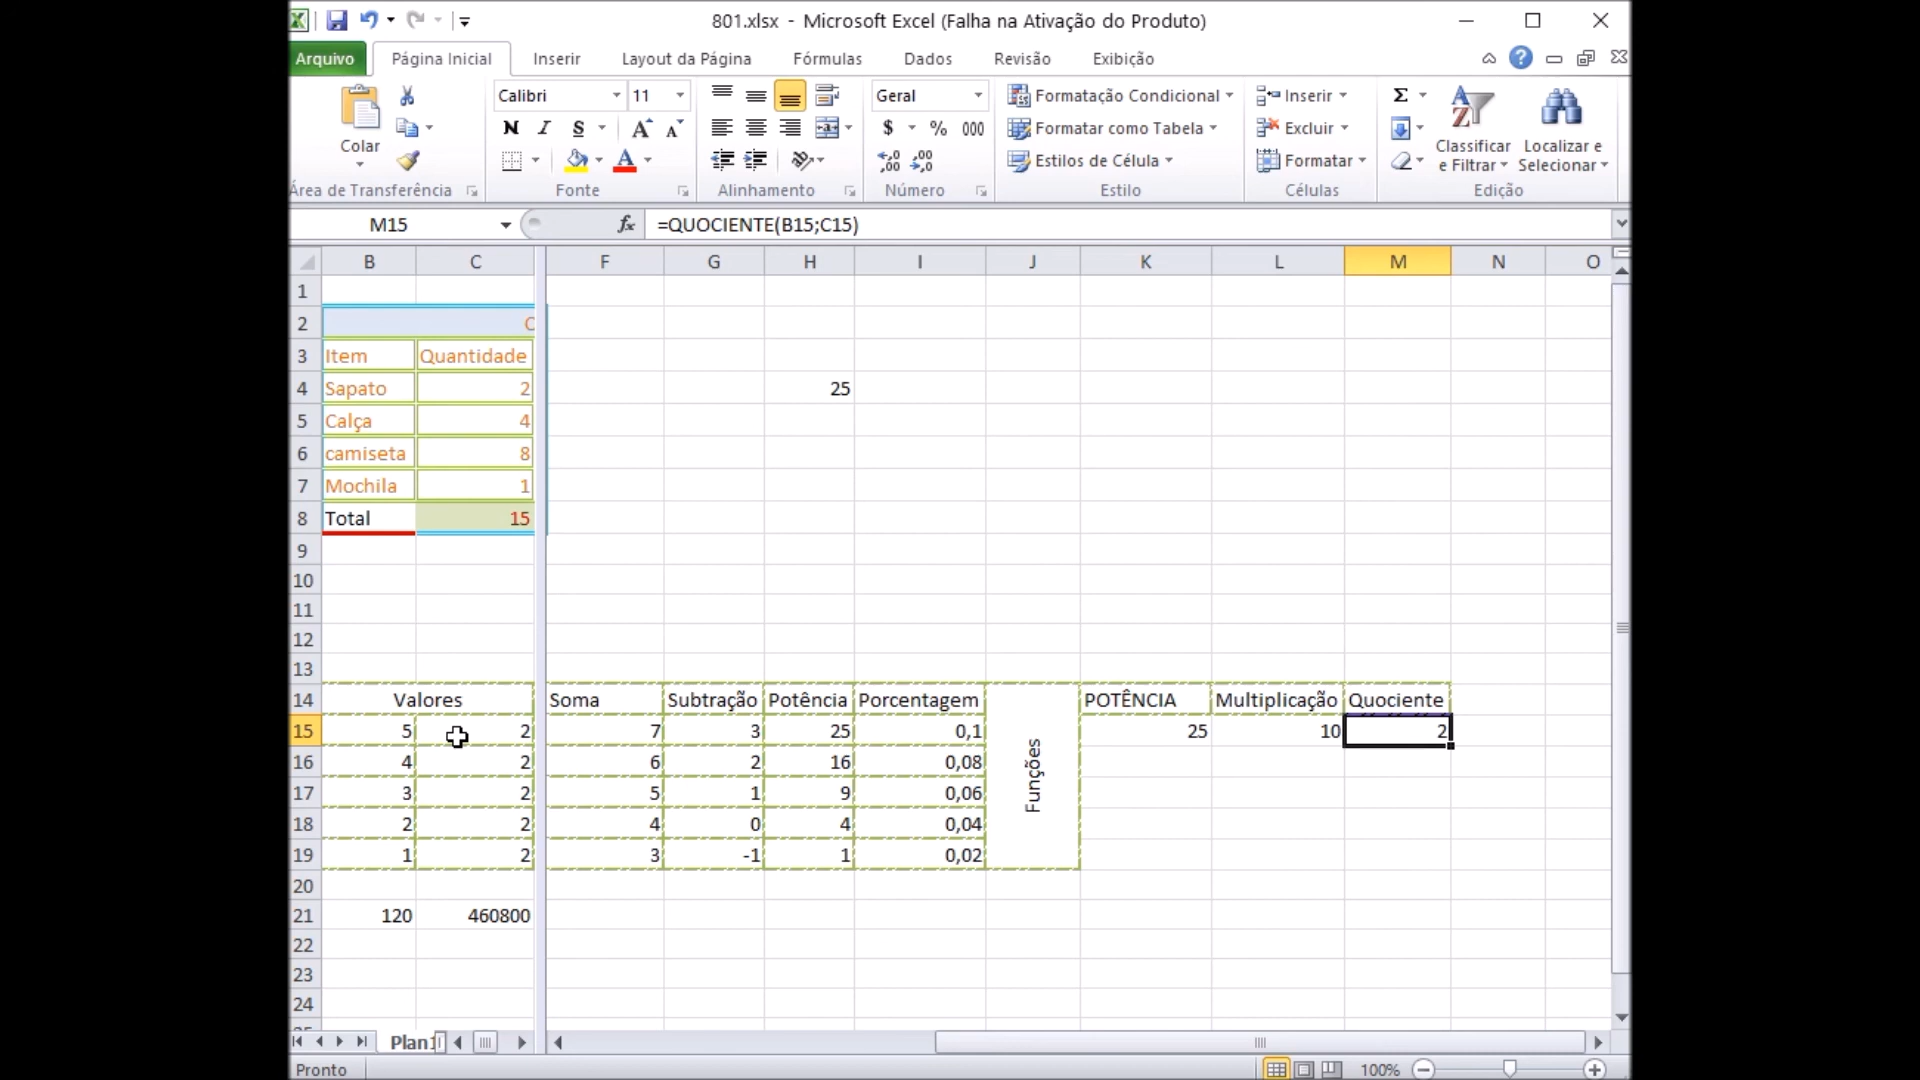 801.xlsx - Microsoft Excel (Falha na Ativação do Produto)
Arquivo Página Inicial Inserir Layout da Página Fórmulas Dados Revisão Exibição
Colar
Área de Transferência
Calibri 11
N I S A A
A
Fonte
Alinhamento
Geral
$ % 000
,0 ,00
,00 ,0
Número
Formatação Condicional
Formatar como Tabela
Estilos de Célula
Estilo
Inserir
Excluir
Formatar
Células
Σ
Classificar e Filtrar
Localizar e Selecionar
Edição
M15 fx =QUOCIENTE(B15;C15)
B C F G H I J K L M N O
1
2 C
3 Item Quantidade
4 Sapato 2 25
5 Calça 4
6 camiseta 8
7 Mochila 1
8 Total 15
9
10
11
12
13
14 Valores Soma Subtração Potência Porcentagem POTÊNCIA Multiplicação Quociente
15 5 2 7 3 25 0,1 25 10 2
16 4 2 6 2 16 0,08
Funções
17 3 2 5 1 9 0,06
18 2 2 4 0 4 0,04
19 1 2 3 -1 1 0,02
20
21 120 460800
22
23
24
Plan1
Pronto 100%